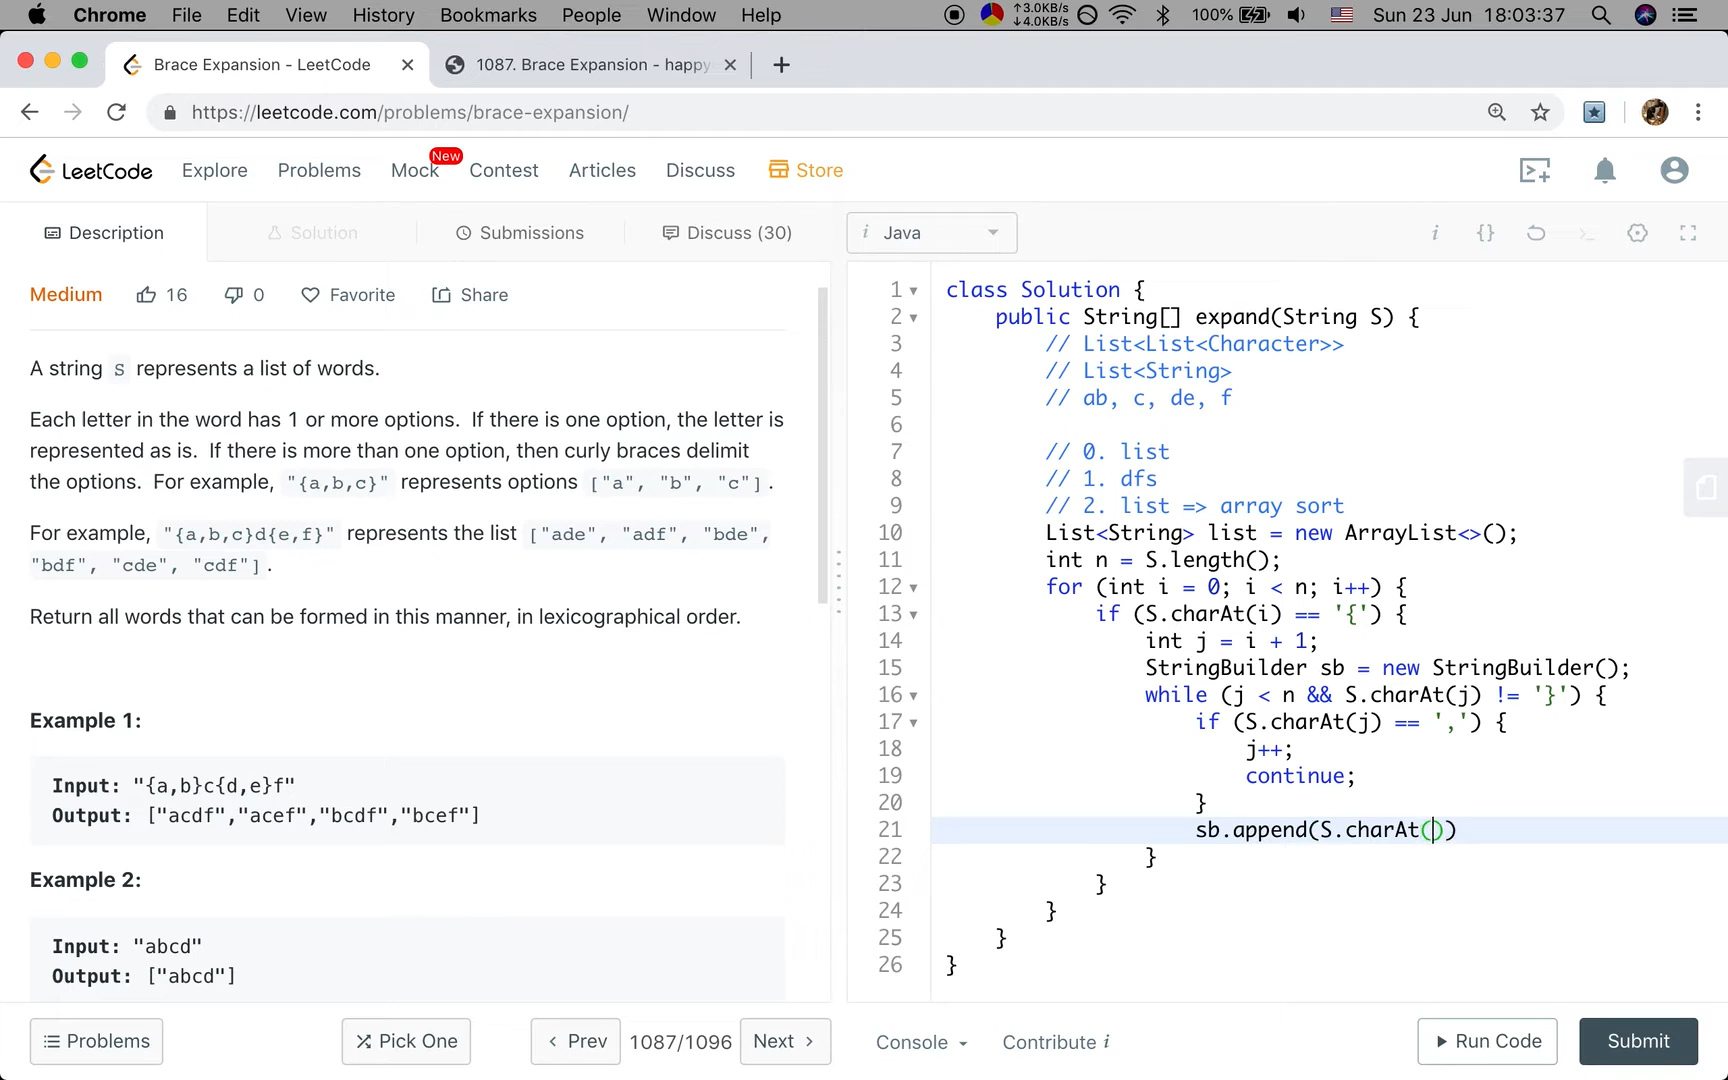 Chrome File Edit View History Bookmarks People Window Help
↑3.0KB/s
↓4.0KB/s
100%
Sun 23 Jun 18:03:37
Brace Expansion - LeetCode
1087. Brace Expansion - happy
https://leetcode.com/problems/brace-expansion/
LeetCode Explore Problems Mock New Contest Articles Discuss Store
Description Solution Submissions Discuss (30)
i Java
i {}
Medium 16 0 Favorite Share
A string S represents a list of words.
Each letter in the word has 1 or more options. If there is one option, the letter is
represented as is. If there is more than one option, then curly braces delimit
the options. For example, "{a,b,c}" represents options ["a", "b", "c"].
For example, "{a,b,c}d{e,f}" represents the list ["ade", "adf", "bde",
"bdf", "cde", "cdf"].
Return all words that can be formed in this manner, in lexicographical order.
Example 1:
Input: "{a,b}c{d,e}f"
Output: ["acdf","acef","bcdf","bcef"]
Example 2:
Input: "abcd"
Output: ["abcd"]
1 class Solution {
2 public String[] expand(String S) {
3 // List<List<Character>>
4 // List<String>
5 // ab, c, de, f
6
7 // 0. list
8 // 1. dfs
9 // 2. list => array sort
10 List<String> list = new ArrayList<>();
11 int n = S.length();
12 for (int i = 0; i < n; i++) {
13 if (S.charAt(i) == '{') {
14 int j = i + 1;
15 StringBuilder sb = new StringBuilder();
16 while (j < n && S.charAt(j) != '}') {
17 if (S.charAt(j) == ',') {
18 j++;
19 continue;
20 }
21 sb.append(S.charAt())
22 }
23 }
24 }
25 }
26 }
Problems Pick One Prev 1087/1096 Next
Console Contribute i Run Code Submit